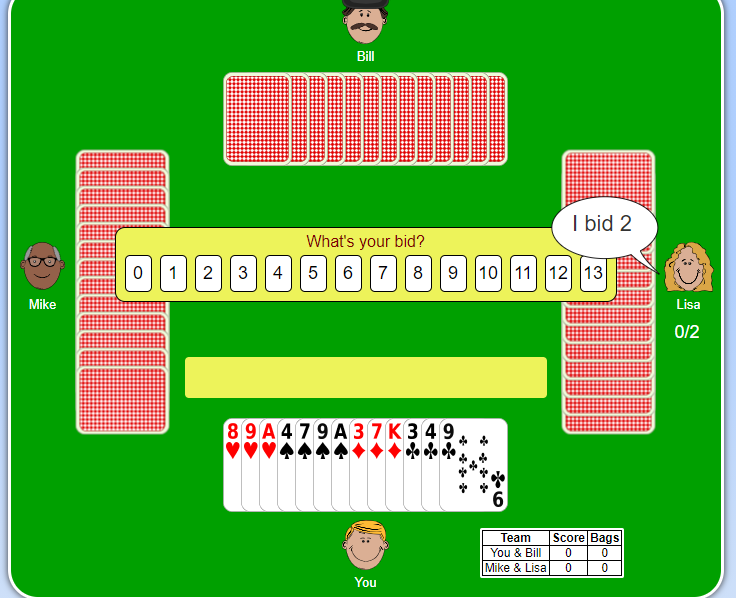 Bill
I bid 2
What's your bid?
0 1 2 3 4 5 6 7 8 9 10 11 12 13
Mike
Lisa
0/2
8 9 A 4 7 9 A 3 7 K 3 4 9
6
You
Team Score Bags
You & Bill 0 0
Mike & Lisa 0 0